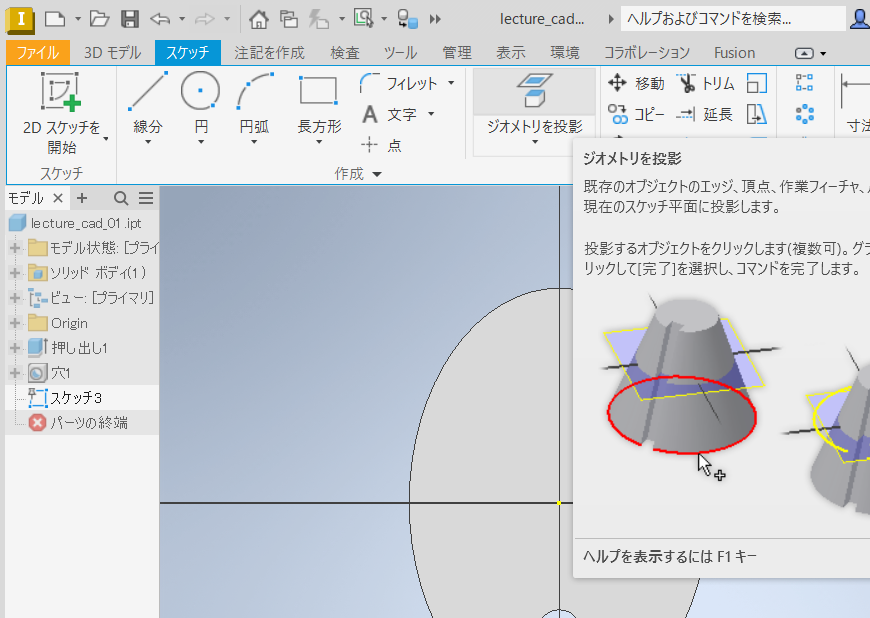 I
lecture_cad...
ヘルプおよびコマンドを検索...
ファイル 3D モデル スケッチ 注記を作成 検査 ツール 管理 表示 環境 コラボレーション Fusion
2D スケッチを
開始
線分 円 円弧 長方形
フィレット
A 文字
点
ジオメトリを投影
移動 トリム
コピー 延長
寸法
スケッチ 作成
モデル
lecture_cad_01.ipt
モデル状態: [プライ
ソリッド ボディ(1)
ビュー: [プライマリ]
Origin
押し出し1
穴1
スケッチ3
パーツの終端
ジオメトリを投影
既存のオブジェクトのエッジ、頂点、作業フィーチャ、
現在のスケッチ平面に投影します。
投影するオブジェクトをクリックします(複数可)。グラ
リックして[完了]を選択し、コマンドを完了します。
ヘルプを表示するには F1 キー